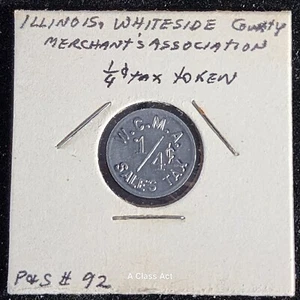 ILLINOIS, WHITESIDE County
MERCHANT'S ASSOCIATION
1/4¢ TAX TOKEN
W.C.M.A.
1/4¢
SALES TAX
P&S # 92
A Class Act